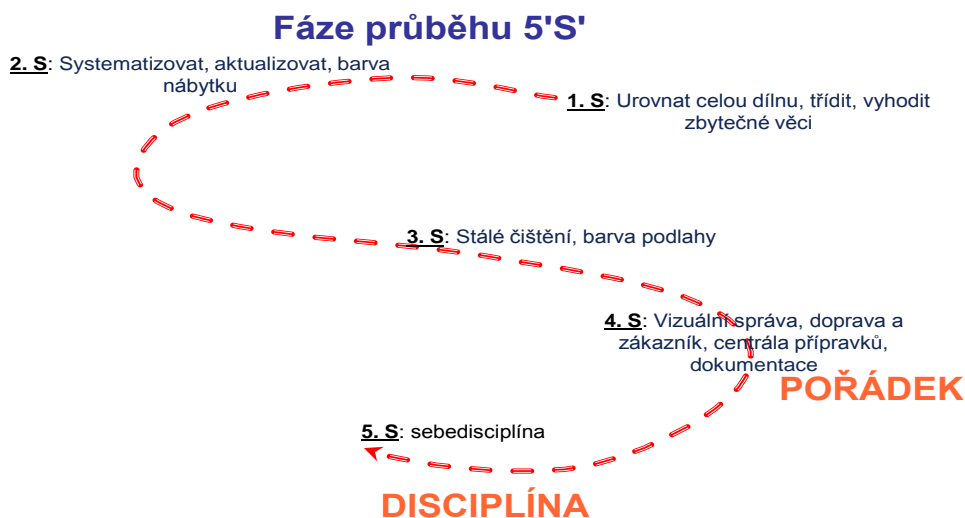 Fáze průběhu 5'S'
2. S: Systematizovat, aktualizovat, barva
nábytku
1. S: Urovnat celou dílnu, třídit, vyhodit
zbytečné věci
3. S: Stálé čištění, barva podlahy
4. S: Vizuální správa, doprava a
zákazník, centrála přípravků,
dokumentace
POŘÁDEK
5. S: sebedisciplína
DISCIPLÍNA